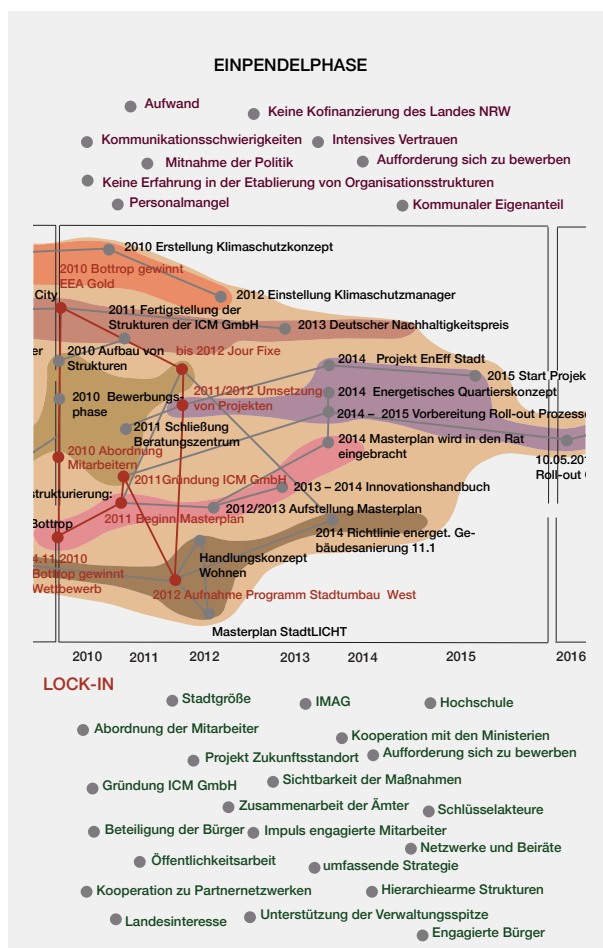 EINPENDELPHASE
Aufwand
Keine Kofinanzierung des Landes NRW
Kommunikationsschwierigkeiten
Intensives Vertrauen
Mitnahme der Politik
Aufforderung sich zu bewerben
Keine Erfahrung in der Etablierung von Organisationsstrukturen
Personalmangel
Kommunaler Eigenanteil
2010 Erstellung Klimaschutzkonzept
2010 Bottrop gewinnt
EEA Gold
City
2012 Einstellung Klimaschutzmanager
2011 Fertigstellung der
Strukturen der ICM GmbH
2013 Deutscher Nachhaltigkeitspreis
er
2010 Aufbau von
Strukturen
bis 2012 Jour Fixe
2014 Projekt EnEff Stadt
2015 Start Projek
2010 Bewerbungs-
phase
2011/2012 Umsetzung
von Projekten
2014 Energetisches Quartierskonzept
2014 – 2015 Vorbereitung Roll-out Prozesse
2011 Schließung
Beratungszentrum
2014 Masterplan wird in den Rat
eingebracht
2010 Abordnung
Mitarbeitern
10.05.201
Roll-out
2011Gründung ICM GmbH
2013 – 2014 Innovationshandbuch
strukturierung:
2011 Beginn Masterplan
2012/2013 Aufstellung Masterplan
Bottrop
2014 Richtlinie energet. Ge-
bäudesanierung 11.1
4.11.2010
Bottrop gewinnt
Wettbewerb
Handlungskonzept
Wohnen
2012 Aufnahme Programm Stadtumbau West
Masterplan StadtLICHT
2010 2011 2012 2013 2014 2015 2016
LOCK-IN
Stadtgröße
IMAG
Hochschule
Abordnung der Mitarbeiter
Kooperation mit den Ministerien
Projekt Zukunftsstandort
Aufforderung sich zu bewerben
Gründung ICM GmbH
Sichtbarkeit der Maßnahmen
Zusammenarbeit der Ämter
Schlüsselakteure
Beteiligung der Bürger
Impuls engagierte Mitarbeiter
Netzwerke und Beiräte
Öffentlichkeitsarbeit
umfassende Strategie
Kooperation zu Partnernetzwerken
Hierarchiearme Strukturen
Landesinteresse
Unterstützung der Verwaltungsspitze
Engagierte Bürger